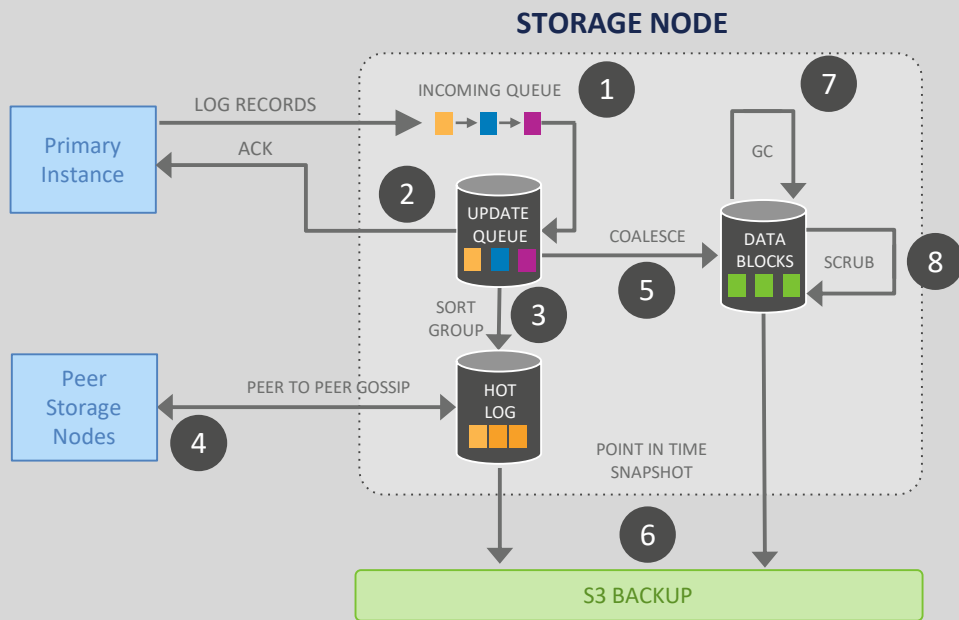 STORAGE NODE
INCOMING QUEUE
1
7
LOG RECORDS
Primary
Instance
ACK
GC
2
UPDATE
QUEUE
COALESCE
DATA
BLOCKS
SCRUB
8
5
SORT
GROUP
3
Peer
Storage
Nodes
PEER TO PEER GOSSIP
HOT
LOG
4
POINT IN TIME
SNAPSHOT
6
S3 BACKUP